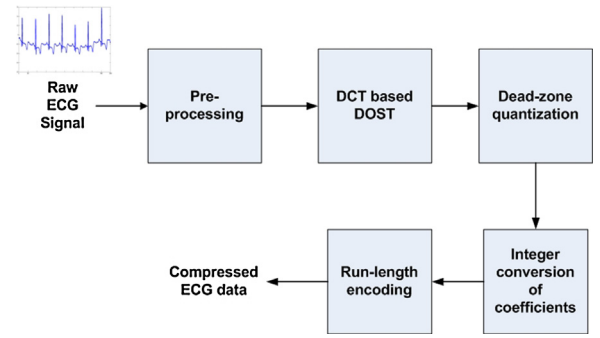 Raw
ECG
Signal
Pre-
processing
DCT based
DOST
Dead-zone
quantization
Integer
conversion
of
coefficients
Run-length
encoding
Compressed
ECG data